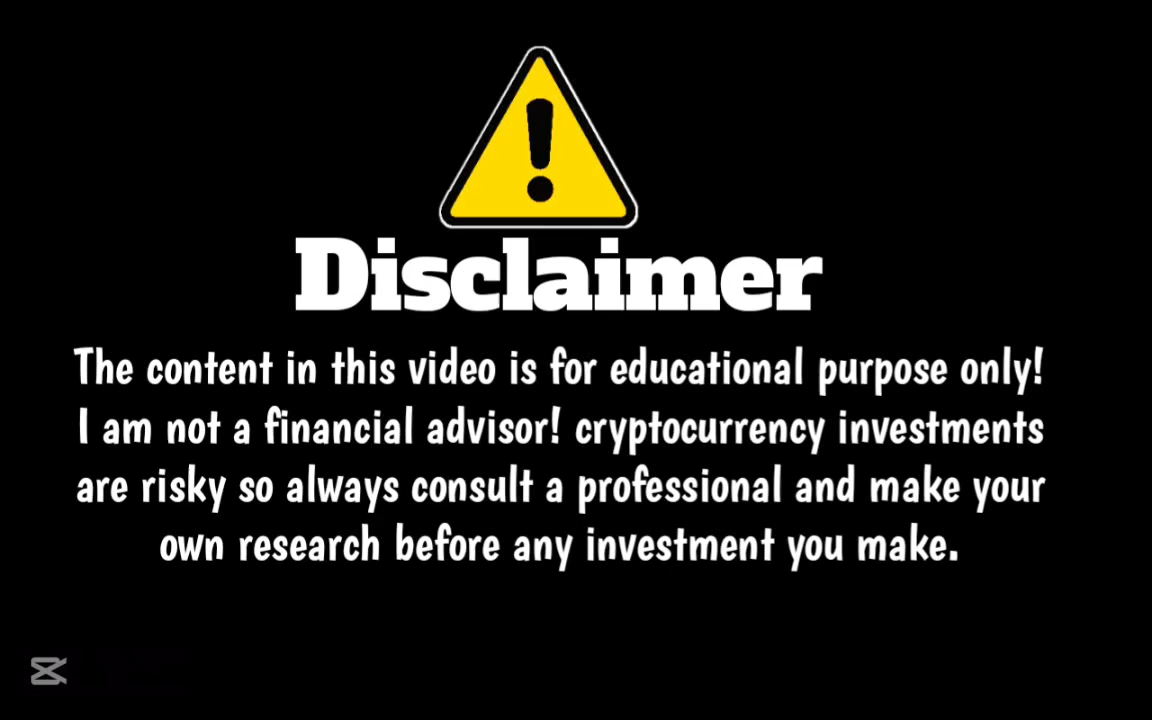 Disclaimer
The content in this video is for educational purpose only!
I am not a financial advisor! cryptocurrency investments
are risky so always consult a professional and make your
own research before any investment you make.